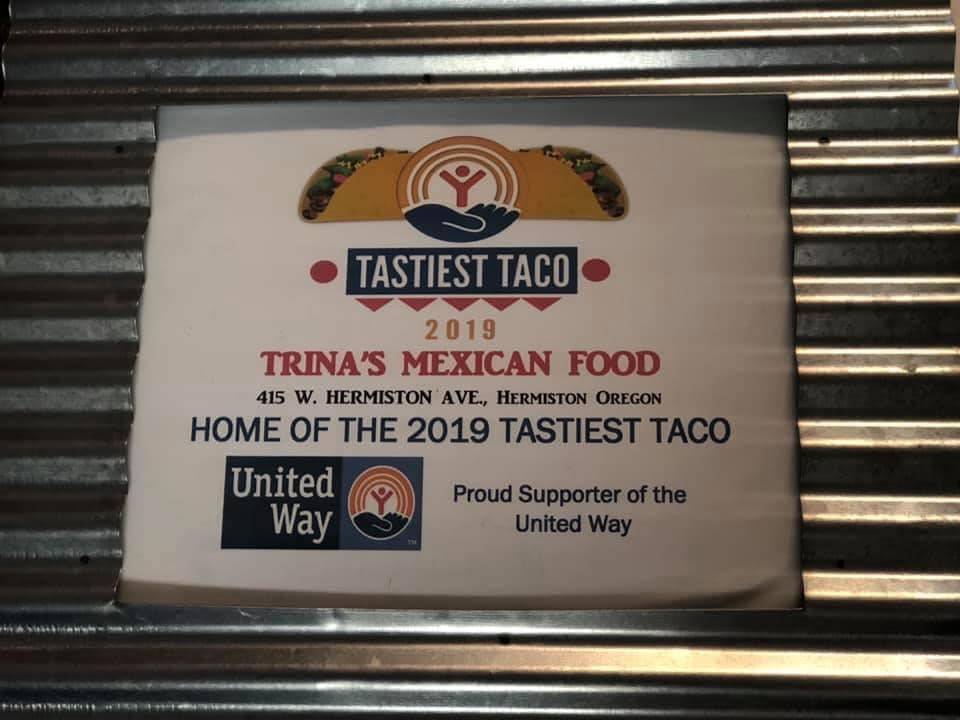 TASTIEST TACO
2019
TRINA'S MEXICAN FOOD
415 W. HERMISTON AVE., HERMISTON OREGON
HOME OF THE 2019 TASTIEST TACO
United
Way
TM
Proud Supporter of the
United Way